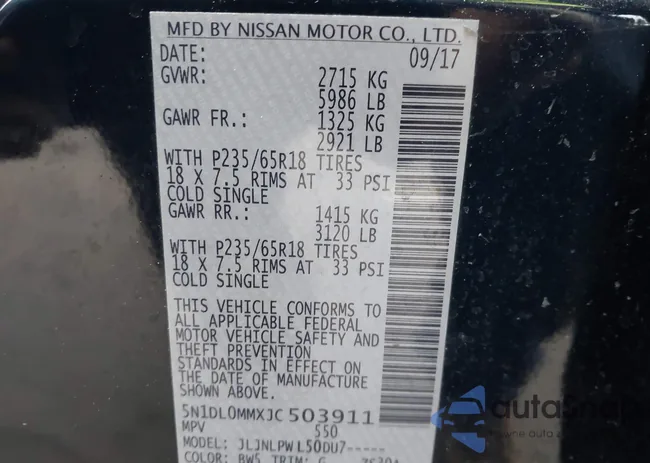 MFD BY NISSAN MOTOR CO., LTD.
DATE: 09/17
GVWR: 2715 KG
5986 LB
GAWR FR.: 1325 KG
2921 LB
WITH P235/65R18 TIRES
18 X 7.5 RIMS AT 33 PSI
COLD SINGLE
GAWR RR.: 1415 KG
3120 LB
WITH P235/65R18 TIRES
18 X 7.5 RIMS AT 33 PSI
COLD SINGLE
THIS VEHICLE CONFORMS TO
ALL APPLICABLE FEDERAL
MOTOR VEHICLE SAFETY AND
THEFT PREVENTION
STANDARDS IN EFFECT ON
THE DATE OF MANUFACTURE
SHOWN ABOVE.
5N1DL0MMXJC503911
MPV 550
MODEL: JLJNLPWL50DU7-----
COLOR: BW5 TRIM: G
autoSnap